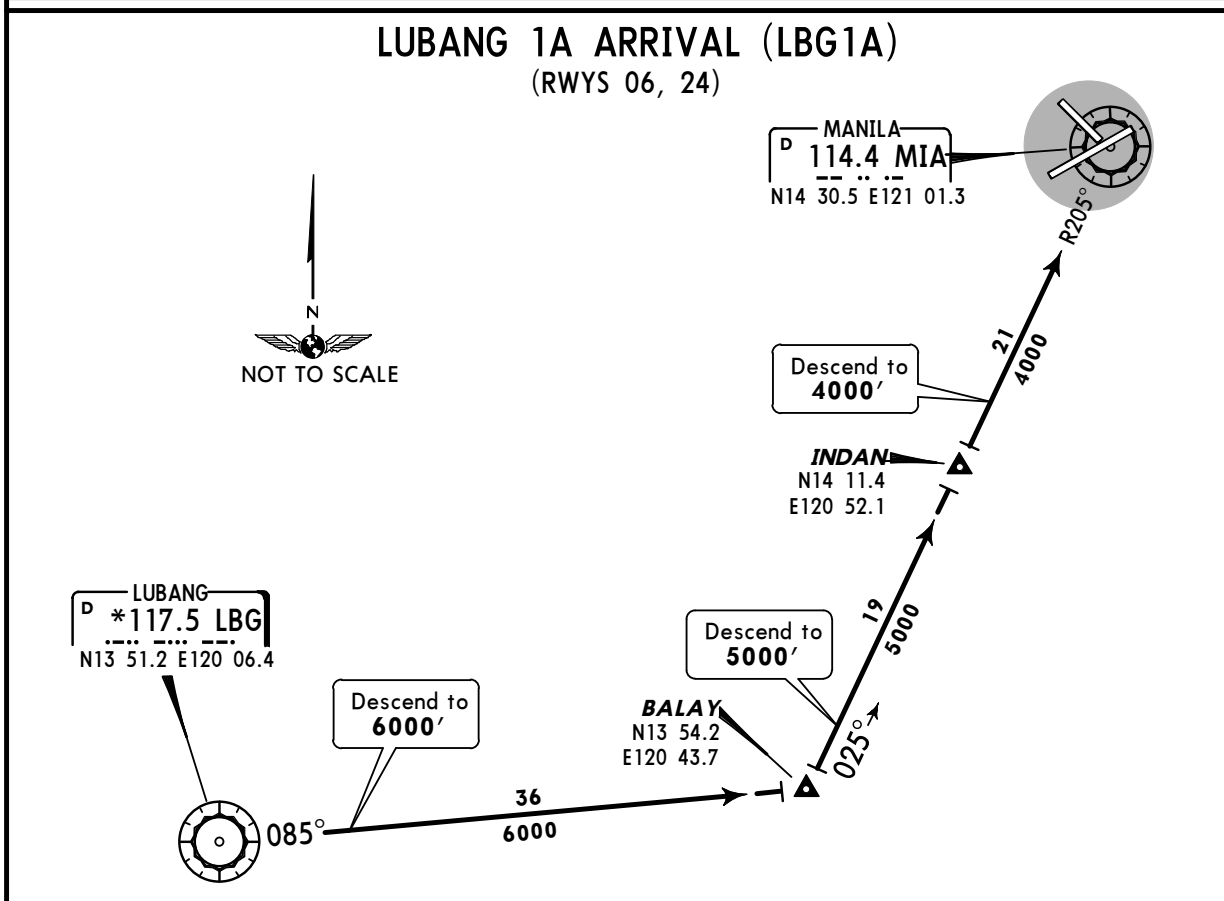 LUBANG 1A ARRIVAL (LBG1A)
(RWYS 06, 24)
MANILA
D 114.4 MIA
N14 30.5 E121 01.3
R205°
N
NOT TO SCALE
21
4000
Descend to
4000'
INDAN
N14 11.4
E120 52.1
LUBANG
D *117.5 LBG
N13 51.2 E120 06.4
19
5000
Descend to
5000'
Descend to
6000'
BALAY
N13 54.2
E120 43.7
025°
36
6000
085°